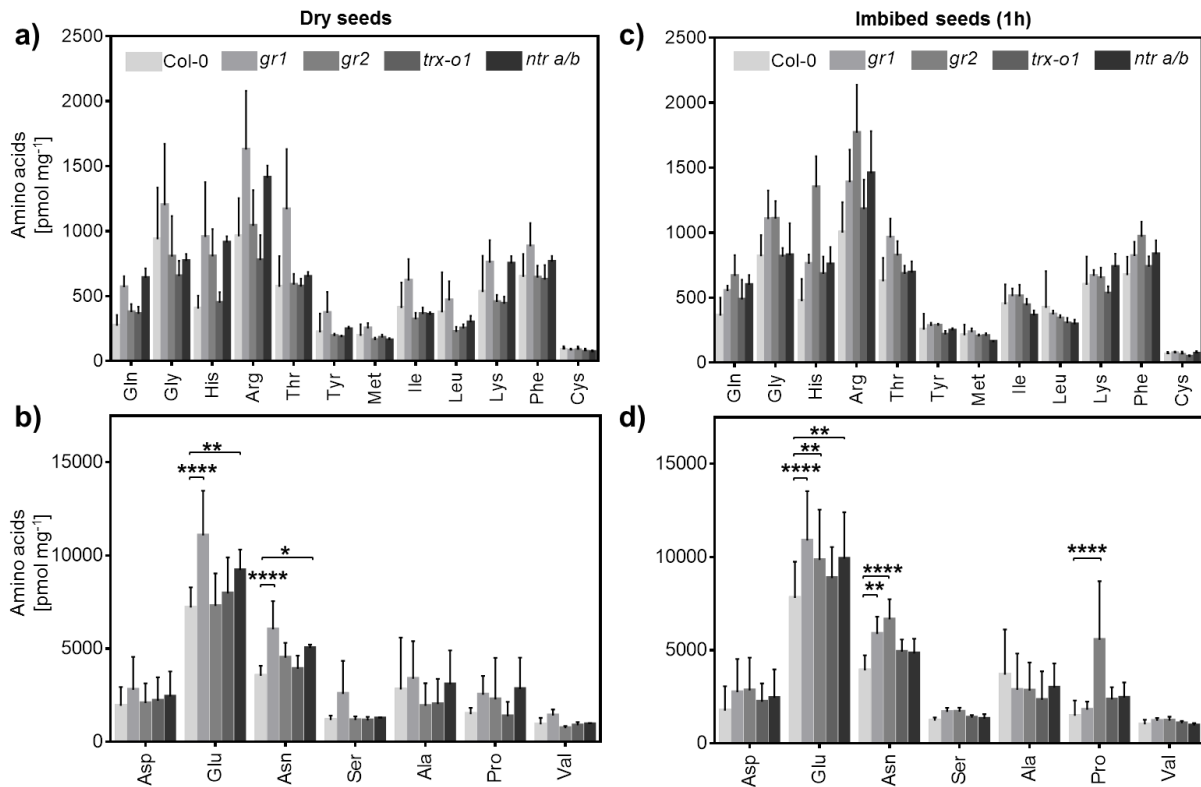 Dry seeds
a)
2500
2000
1500
1000
500
0
Amino acids
[pmol mg-1]
Col-0 gr1 gr2 trx-o1 ntr a/b
Gln Gly His Arg Thr Tyr Met Ile Leu Lys Phe Cys
b)
15000
10000
5000
0
Amino acids
[pmol mg-1]
**
****
*
****
Asp Glu Asn Ser Ala Pro Val
Imbibed seeds (1h)
c)
2500
2000
1500
1000
500
0
Col-0 gr1 gr2 trx-o1 ntr a/b
Gln Gly His Arg Thr Tyr Met Ile Leu Lys Phe Cys
d)
15000
10000
5000
0
**
**
****
****
**
****
Asp Glu Asn Ser Ala Pro Val